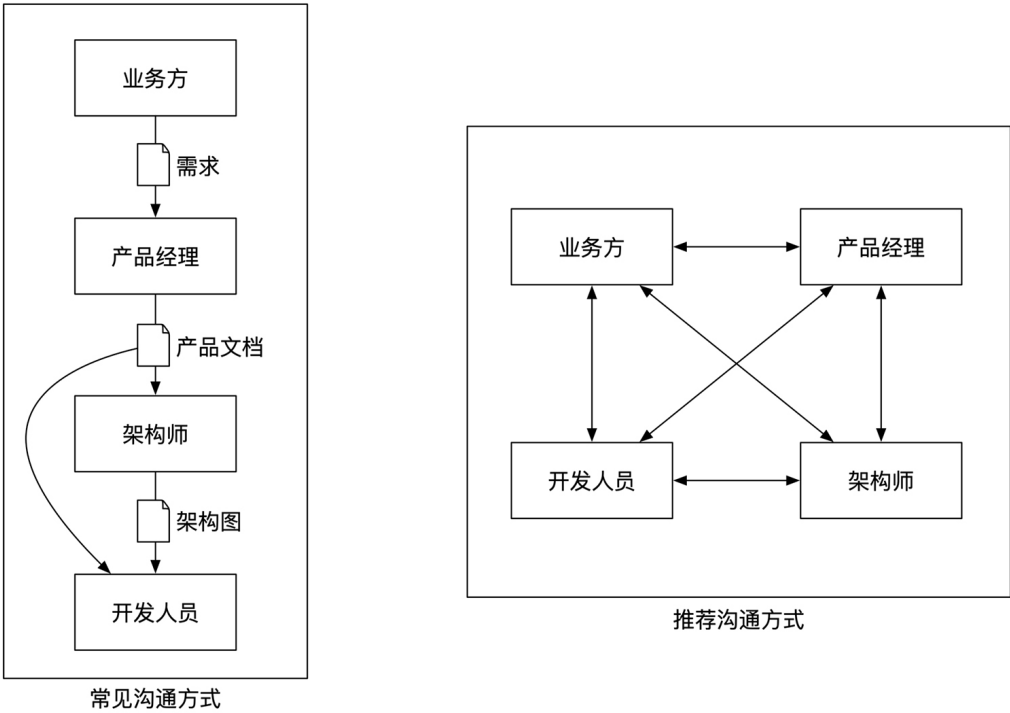 业务方
需求
产品经理
产品文档
架构师
架构图
开发人员
常见沟通方式
业务方
产品经理
开发人员
架构师
推荐沟通方式